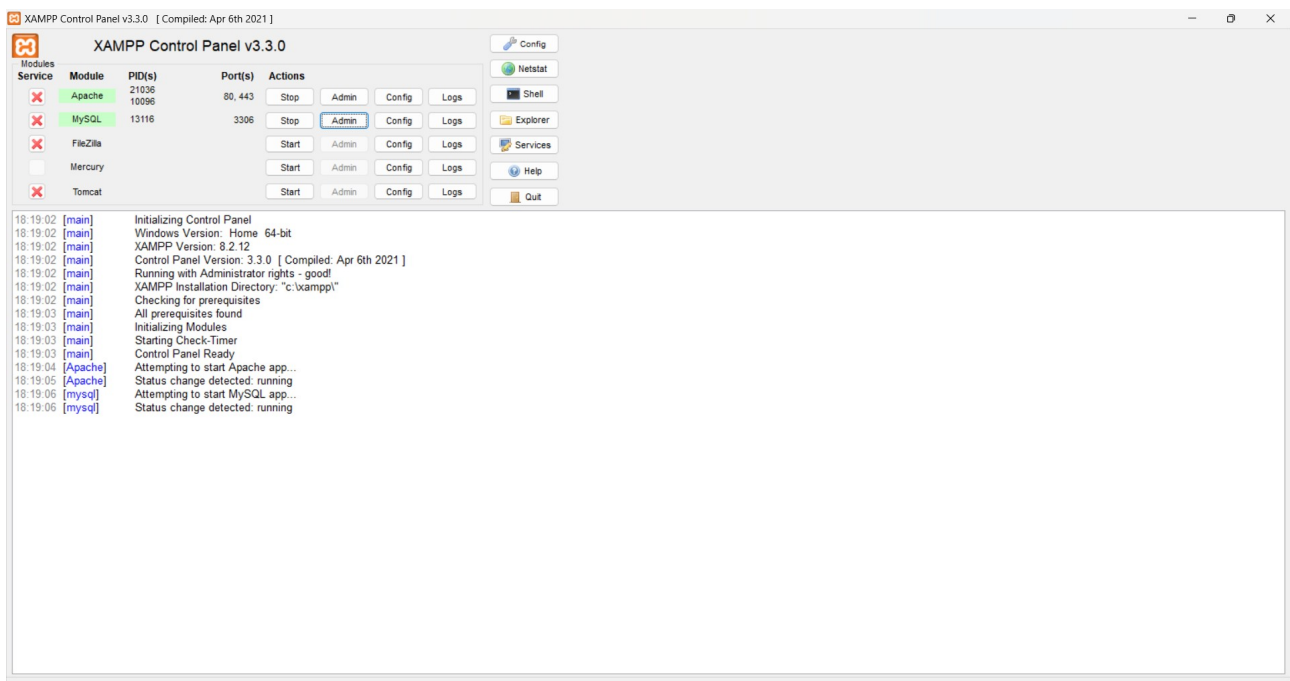 XAMPP Control Panel v3.3.0 [ Compiled: Apr 6th 2021 ]
XAMPP Control Panel v3.3.0
Config
Modules
Service Module PID(s) Port(s) Actions
Netstat
Apache 21036 10096 80, 443 Stop Admin Config Logs
Shell
MySQL 13116 3306 Stop Admin Config Logs
Explorer
FileZilla Start Admin Config Logs
Services
Mercury Start Admin Config Logs
Help
Tomcat Start Admin Config Logs
Quit
18:19:02 [main] Initializing Control Panel
18:19:02 [main] Windows Version: Home 64-bit
18:19:02 [main] XAMPP Version: 8.2.12
18:19:02 [main] Control Panel Version: 3.3.0 [ Compiled: Apr 6th 2021 ]
18:19:02 [main] Running with Administrator rights - good!
18:19:02 [main] XAMPP Installation Directory: "c:\xampp\"
18:19:02 [main] Checking for prerequisites
18:19:03 [main] All prerequisites found
18:19:03 [main] Initializing Modules
18:19:03 [main] Starting Check-Timer
18:19:03 [main] Control Panel Ready
18:19:04 [Apache] Attempting to start Apache app...
18:19:05 [Apache] Status change detected: running
18:19:06 [mysql] Attempting to start MySQL app...
18:19:06 [mysql] Status change detected: running